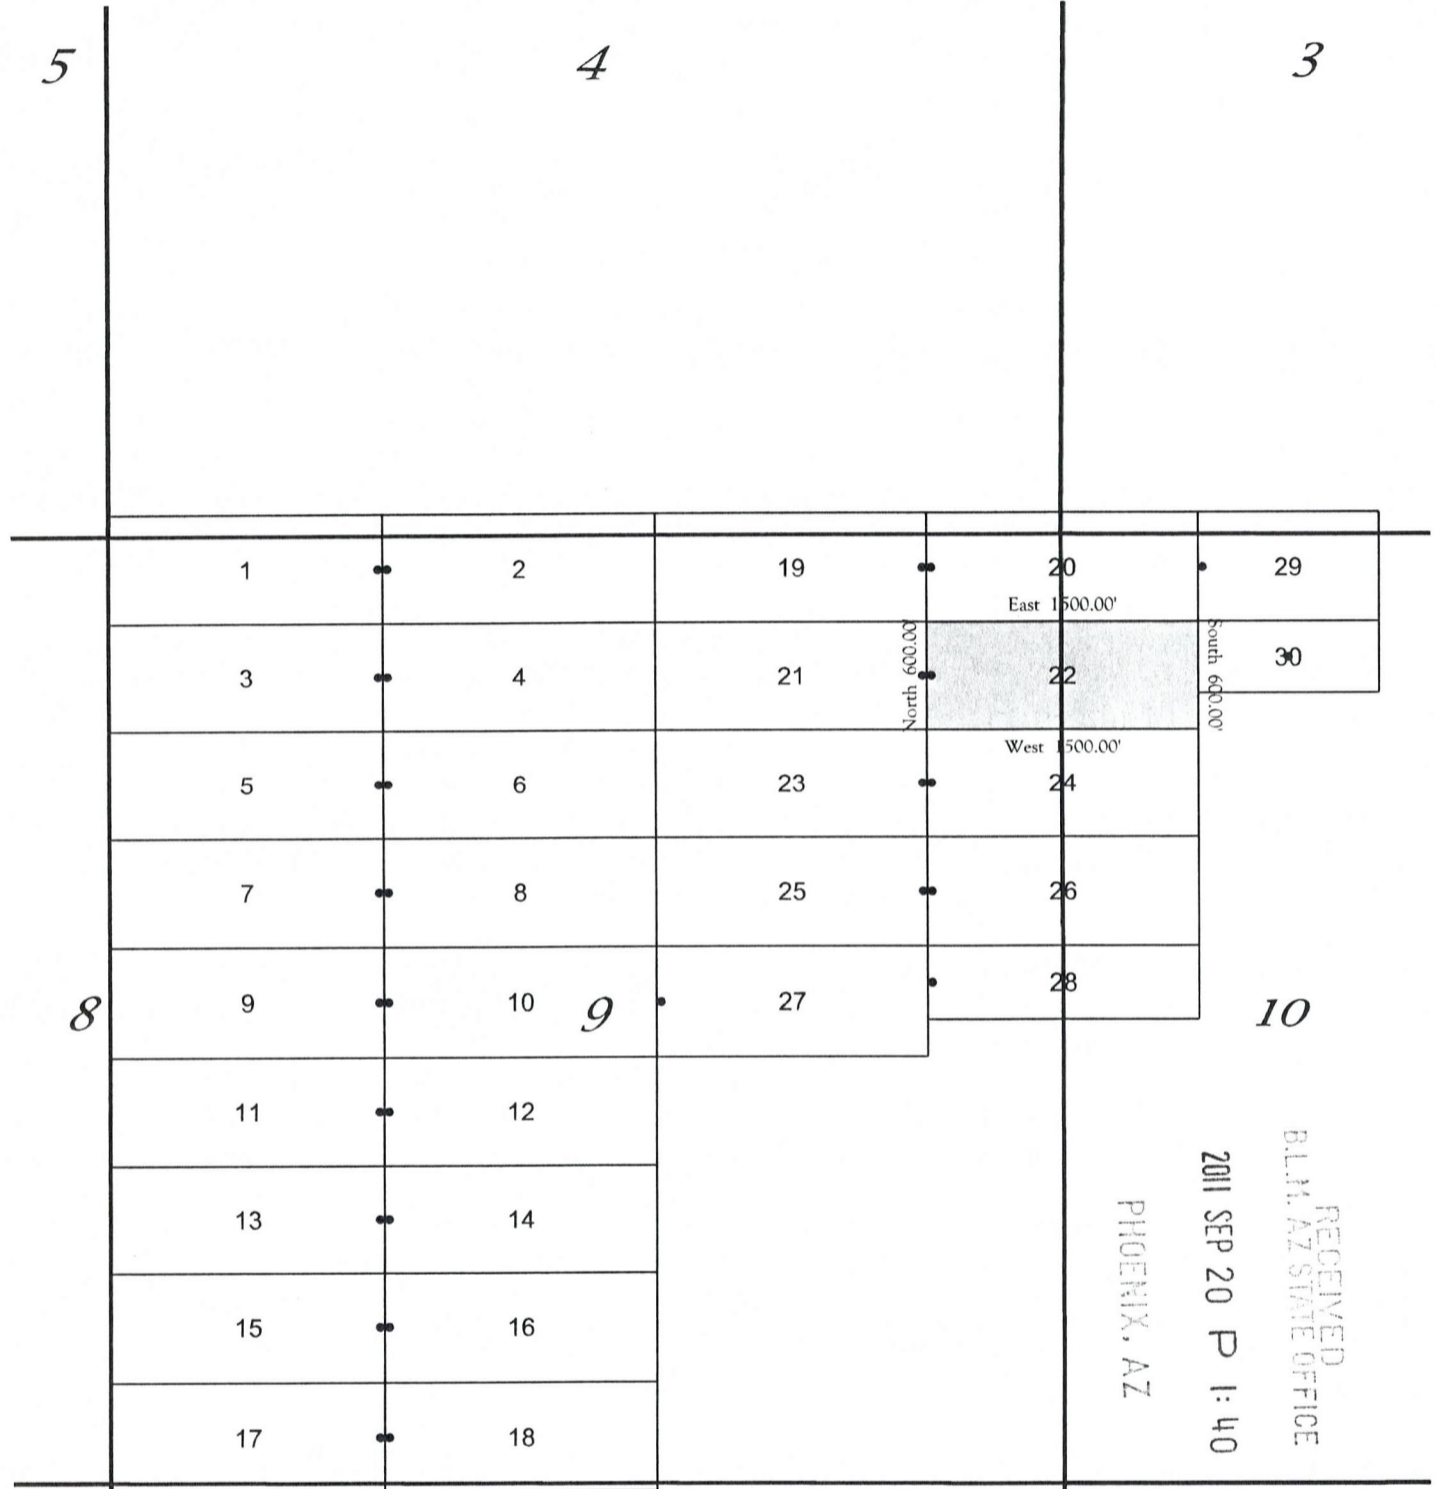 5 4 3
1 2 19 20 29
East 1500.00'
North 600.00'
South 600.00'
3 4 21 22 30
West 1500.00'
5 6 23 24
7 8 25 26
28
9 10 9 27
8 10
11 12
13 14
15 16
17 18
RECEIVED
B.L.M. AZ STATE OFFICE
2011 SEP 20 P 1:40
PHOENIX, AZ